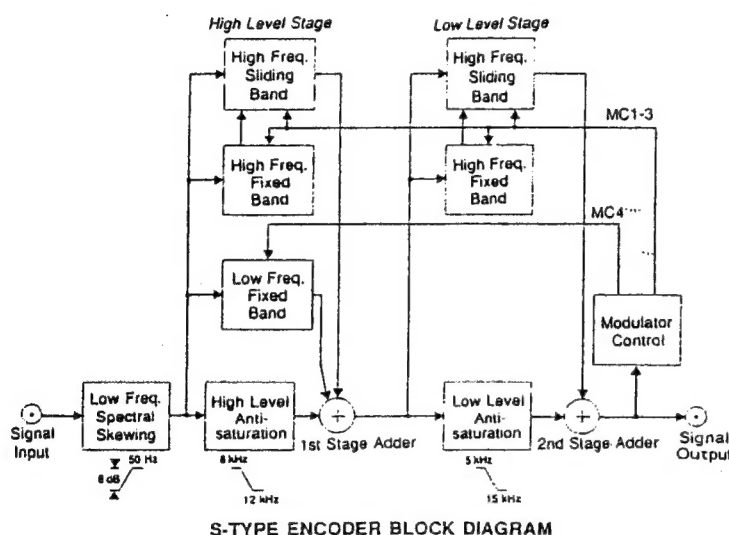 High Level Stage
Low Level Stage
High Freq.
Sliding
Band
High Freq.
Sliding
Band
MC1-3
High Freq.
Fixed
Band
High Freq.
Fixed
Band
MC4
Low Freq.
Fixed
Band
Modulator
Control
Low Freq.
Spectral
Skewing
High Level
Anti-
saturation
Low Level
Anti-
saturation
Signal
Input
1st Stage Adder
2nd Stage Adder
Signal
Output
50 Hz
6 dB
8 kHz
12 kHz
5 kHz
15 kHz
S-TYPE ENCODER BLOCK DIAGRAM